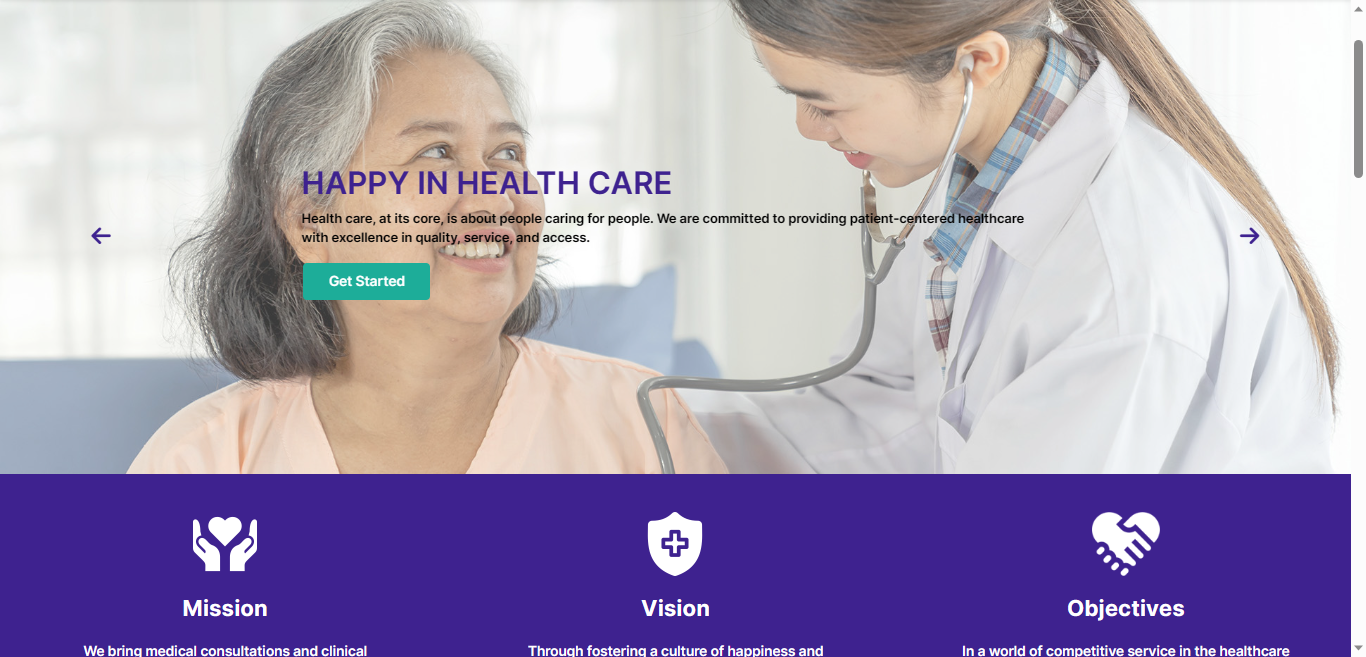 HAPPY IN HEALTH CARE
Health care, at its core, is about people caring for people. We are committed to providing patient-centered healthcare
with excellence in quality, service, and access.
Get Started
Mission
Vision
Objectives
We bring medical consultations and clinical
Through fostering a culture of happiness and
In a world of competitive service in the healthcare